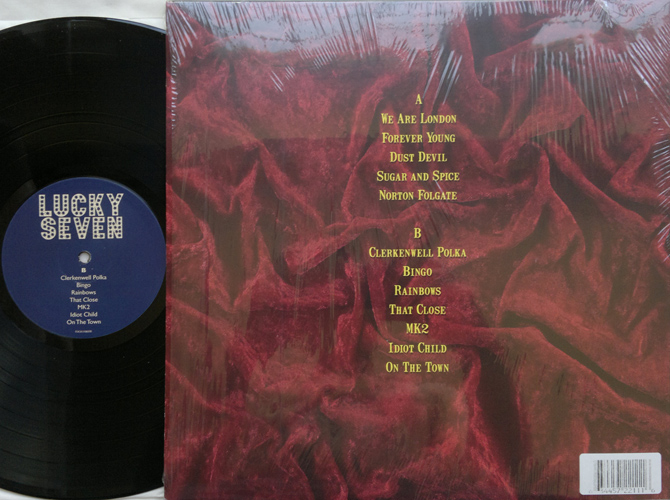 LUCKY
SEVEN
B
Clerkenwell Polka
Bingo
Rainbows
That Close
MK2
Idiot Child
On The Town
A
WE ARE LONDON
FOREVER YOUNG
DUST DEVIL
SUGAR AND SPICE
NORTON FOLGATE
B
CLERKENWELL POLKA
BINGO
RAINBOWS
THAT CLOSE
MK2
IDIOT CHILD
ON THE TOWN